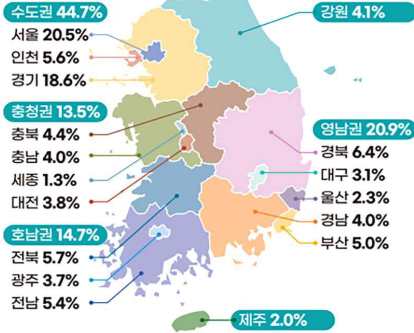 수도권 44.7%
서울 20.5%
인천 5.6%
경기 18.6%
충청권 13.5%
충북 4.4%
충남 4.0%
세종 1.3%
대전 3.8%
호남권 14.7%
전북 5.7%
광주 3.7%
전남 5.4%
강원 4.1%
영남권 20.9%
경북 6.4%
대구 3.1%
울산 2.3%
경남 4.0%
부산 5.0%
제주 2.0%